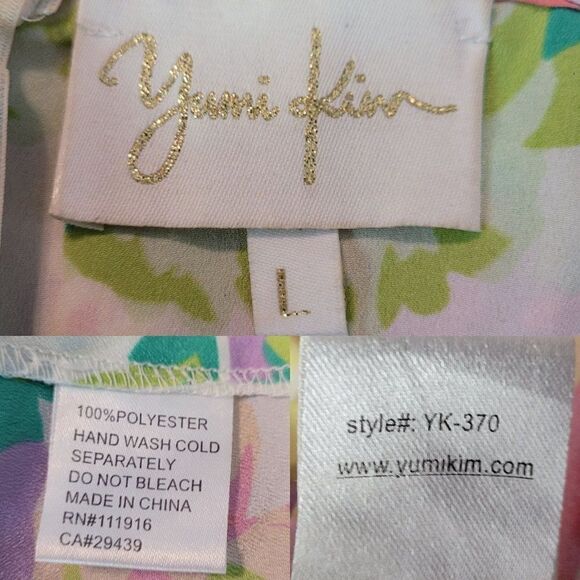 yumi kim
L
100%POLYESTER
HAND WASH COLD
SEPARATELY
DO NOT BLEACH
MADE IN CHINA
RN#111916
CA#29439
style#: YK-370
www.yumikim.com